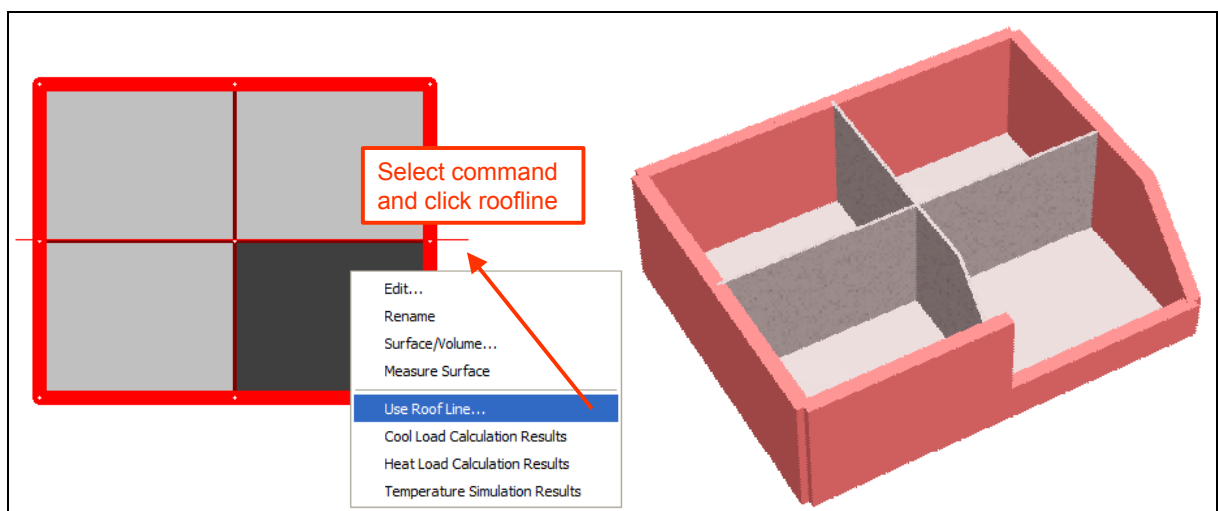 Select command
and click roofline
Edit...
Rename
Surface/Volume...
Measure Surface
Use Roof Line...
Cool Load Calculation Results
Heat Load Calculation Results
Temperature Simulation Results